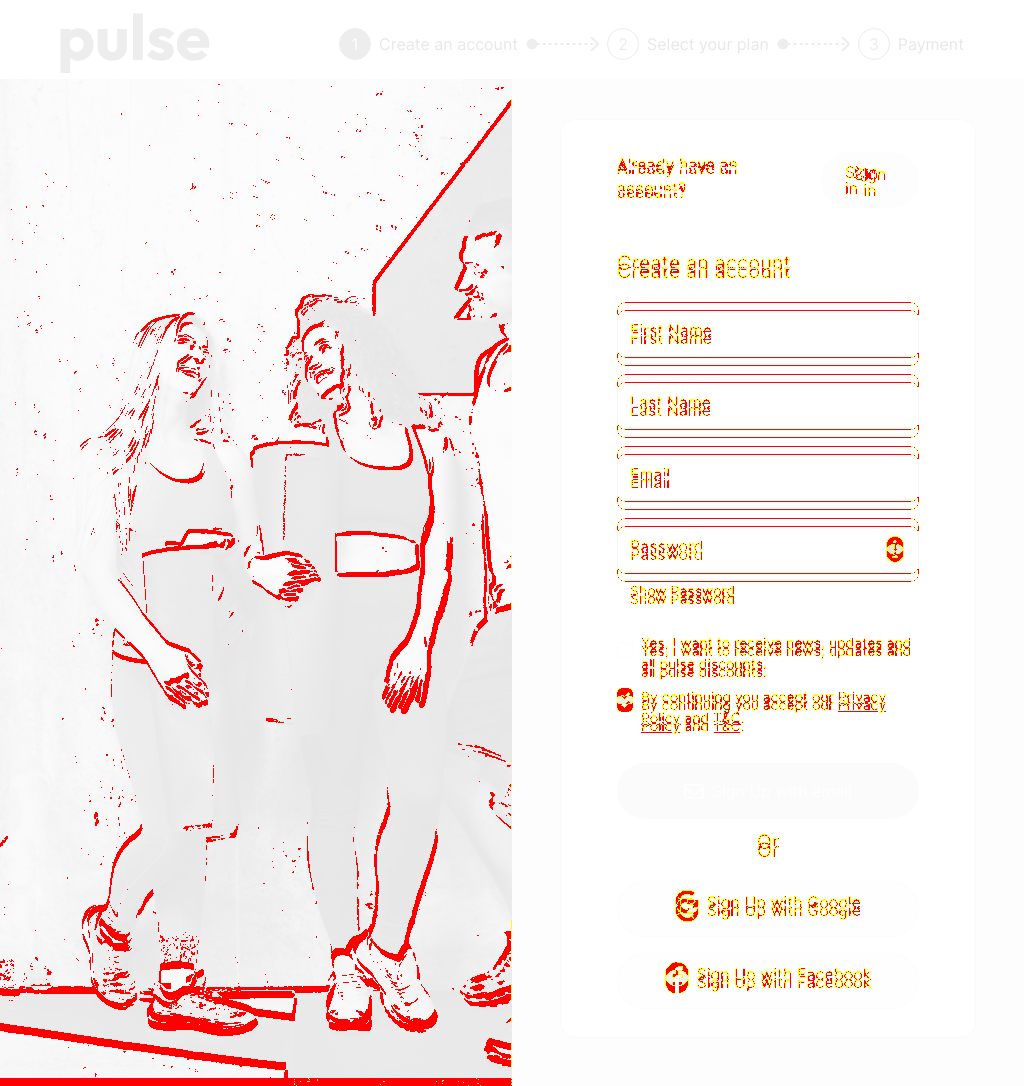 pulse
1 Create an account 2 Select your plan 3 Payment
Already have an
account?
Sign
in
Create an account
First Name
Last Name
Email
Password
Show Password
Yes, I want to receive news, updates and
all pulse discounts.
By continuing you accept our Privacy
Policy and T&C.
Sign Up with Email
Or
Sign Up with Google
Sign Up with Facebook